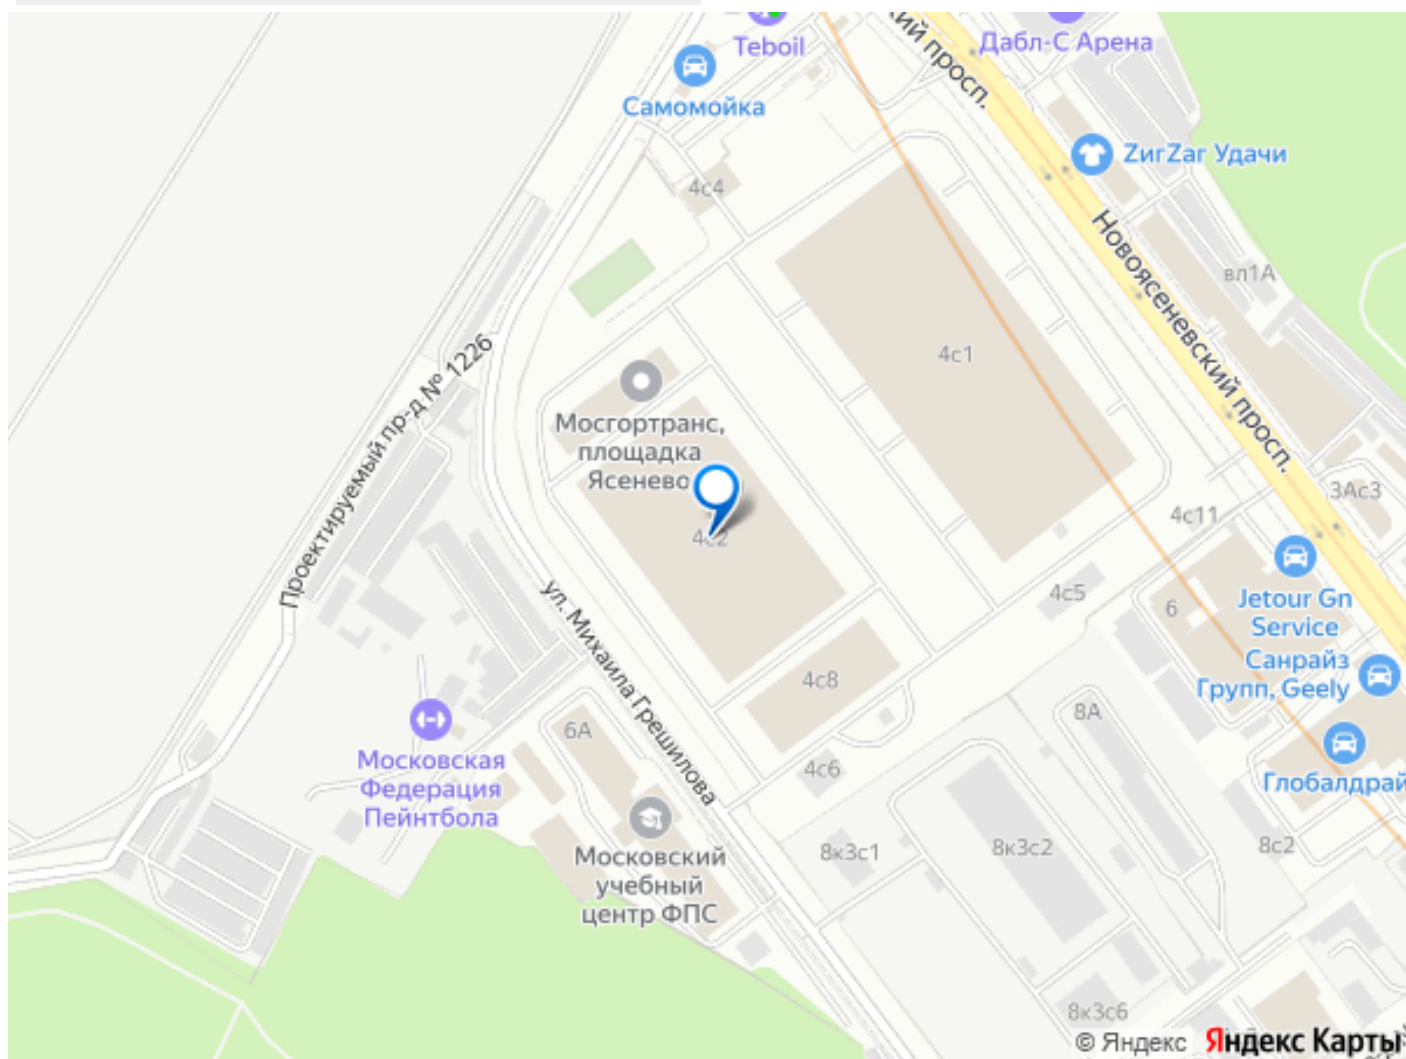 Teboil
Дабл-С Арена
кий просп.
Самомойка
ZигZаг Удачи
4с4
Новоясеневский просп.
вл1А
4с1
Проектируемый пр-д № 1226
Мосгортранс,
площадка
Ясенево
3Ас3
4с11
4с2
ул. Михаила Грешилова
4с5
6
Jetour Gn
Service
Санрайз
Групп, Geely
4с8
8А
6А
Московская
Федерация
Пейнтбола
4с6
Глобалдрай
Московский
учебный
центр ФПС
8к3с1
8к3с2
8с2
8к3с6
© Яндекс
Яндекс Карты